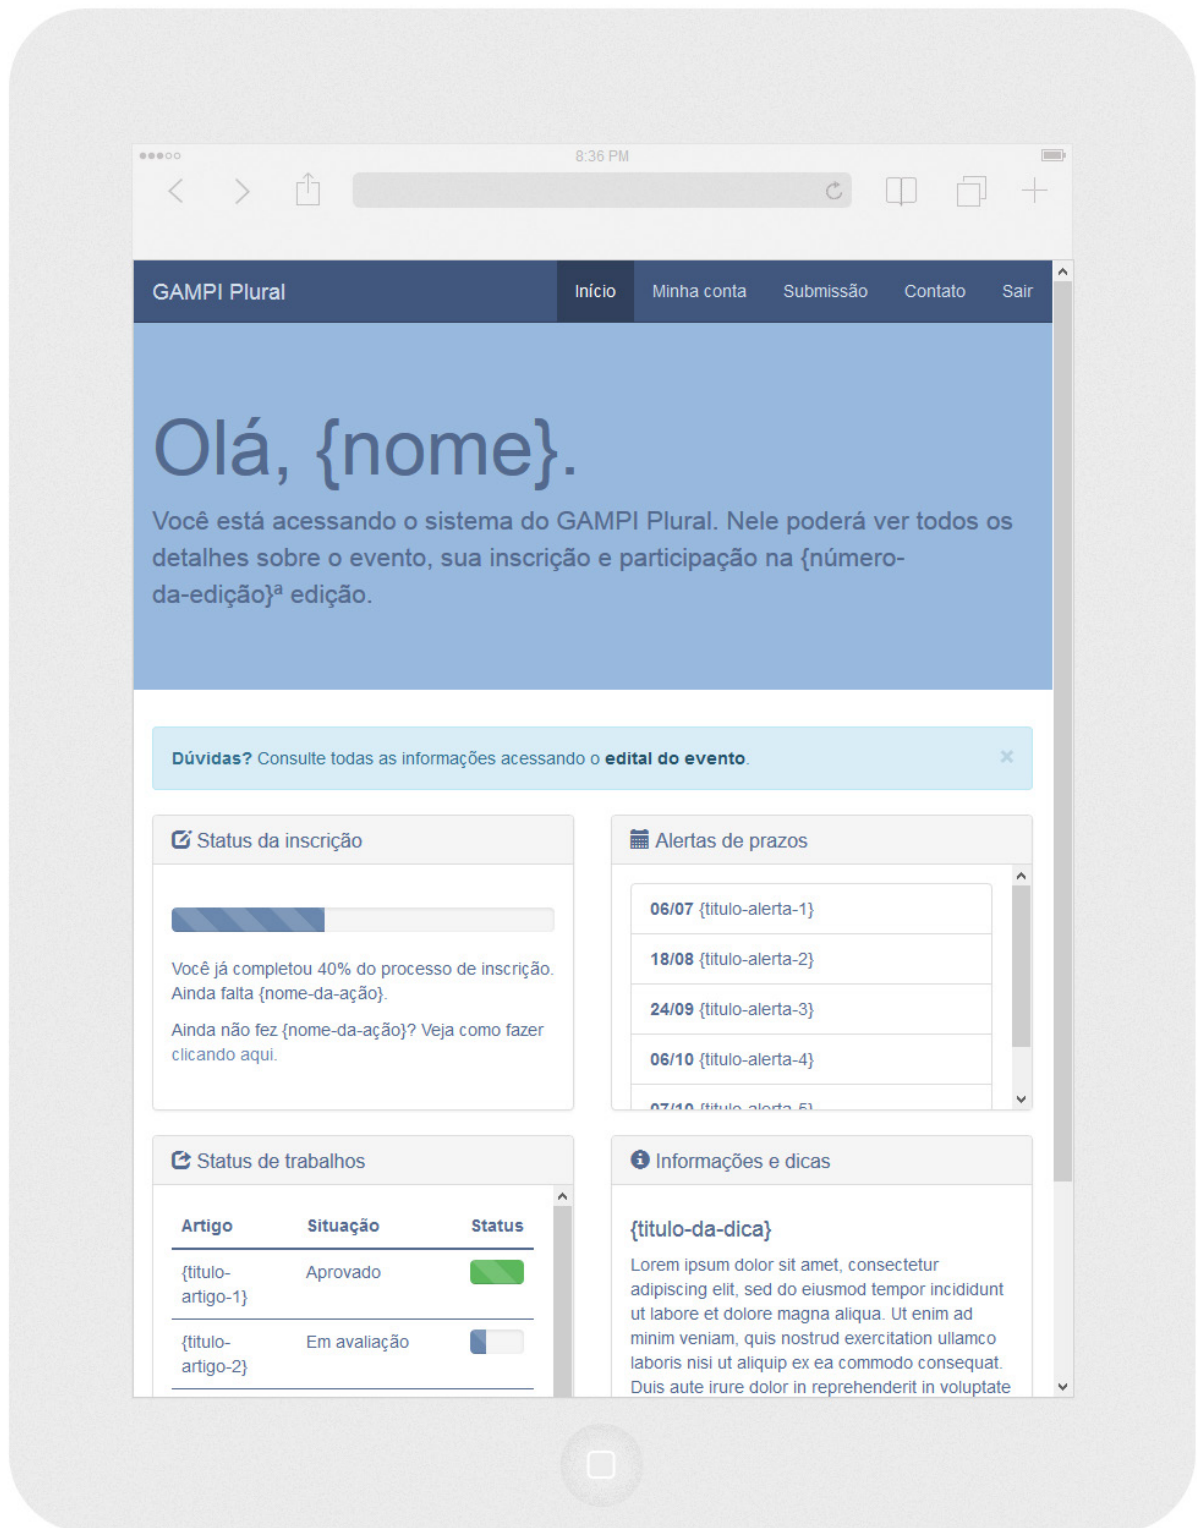 8:36 PM
GAMPI Plural
Início Minha conta Submissão Contato Sair
Olá, {nome}.
Você está acessando o sistema do GAMPI Plural. Nele poderá ver todos os
detalhes sobre o evento, sua inscrição e participação na {número-
da-edição}ª edição.
Dúvidas? Consulte todas as informações acessando o edital do evento.
Status da inscrição
Você já completou 40% do processo de inscrição.
Ainda falta {nome-da-ação}.
Ainda não fez {nome-da-ação}? Veja como fazer
clicando aqui.
Alertas de prazos
06/07 {titulo-alerta-1}
18/08 {titulo-alerta-2}
24/09 {titulo-alerta-3}
06/10 {titulo-alerta-4}
07/10 {titulo-alerta-5}
Status de trabalhos
Artigo Situação Status
{titulo-
artigo-1}
Aprovado
{titulo-
artigo-2}
Em avaliação
Informações e dicas
{titulo-da-dica}
Lorem ipsum dolor sit amet, consectetur
adipiscing elit, sed do eiusmod tempor incididunt
ut labore et dolore magna aliqua. Ut enim ad
minim veniam, quis nostrud exercitation ullamco
laboris nisi ut aliquip ex ea commodo consequat.
Duis aute irure dolor in reprehenderit in voluptate